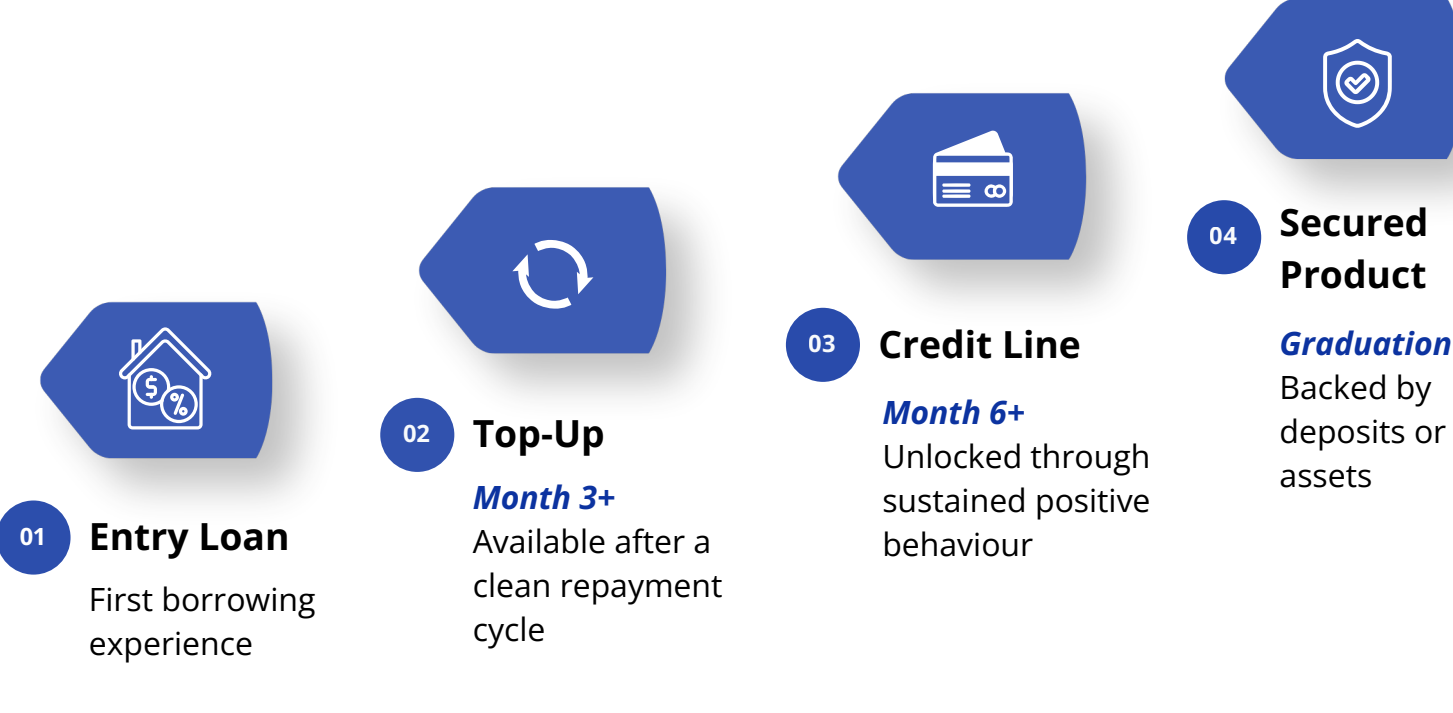 01
Entry Loan
First borrowing
experience
02
Top-Up
Month 3+
Available after a
clean repayment
cycle
03
Credit Line
Month 6+
Unlocked through
sustained positive
behaviour
04
Secured
Product
Graduation
Backed by
deposits or
assets
$
%